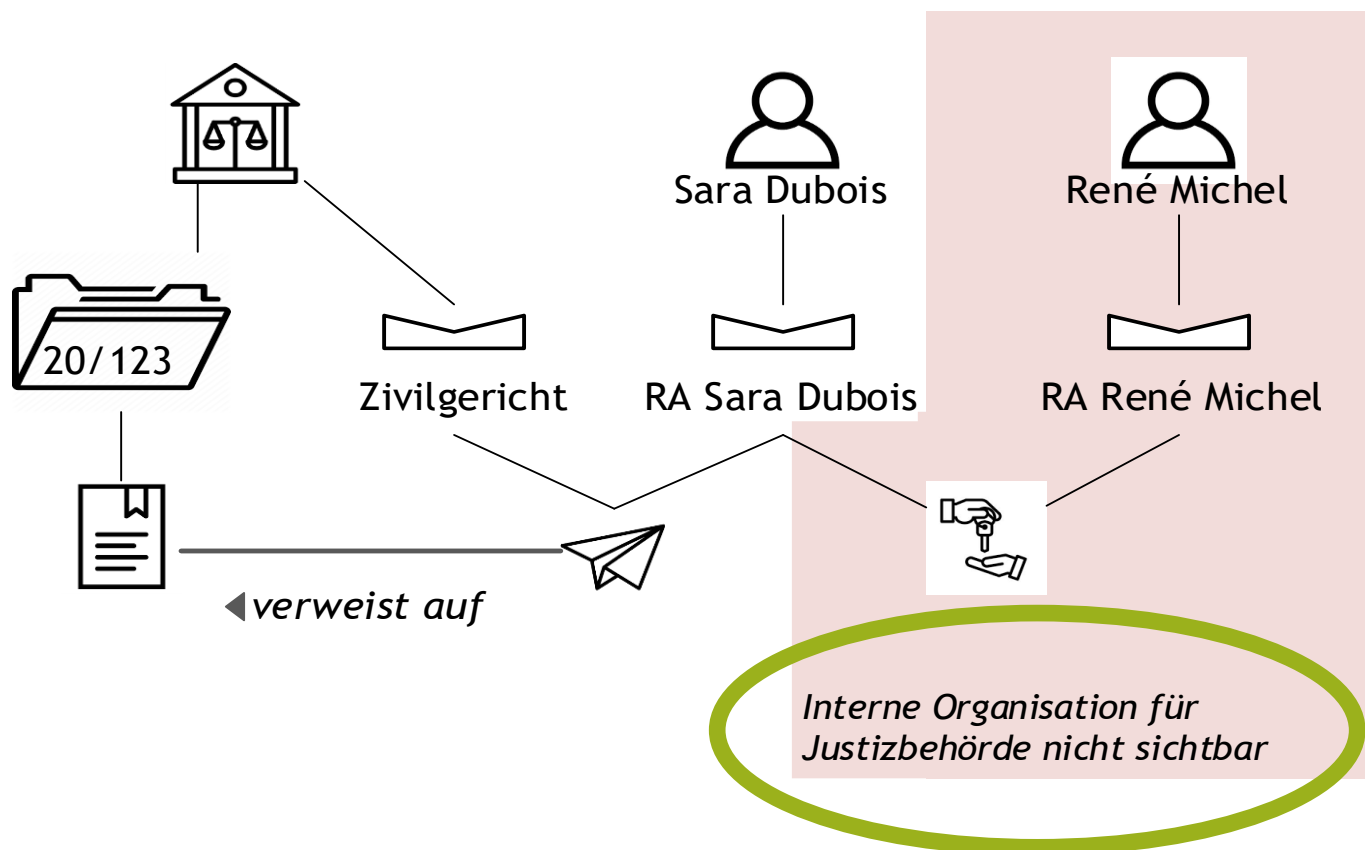 Sara Dubois
René Michel
20/123
Zivilgericht
RA Sara Dubois
RA René Michel
verweist auf
Interne Organisation für
Justizbehörde nicht sichtbar